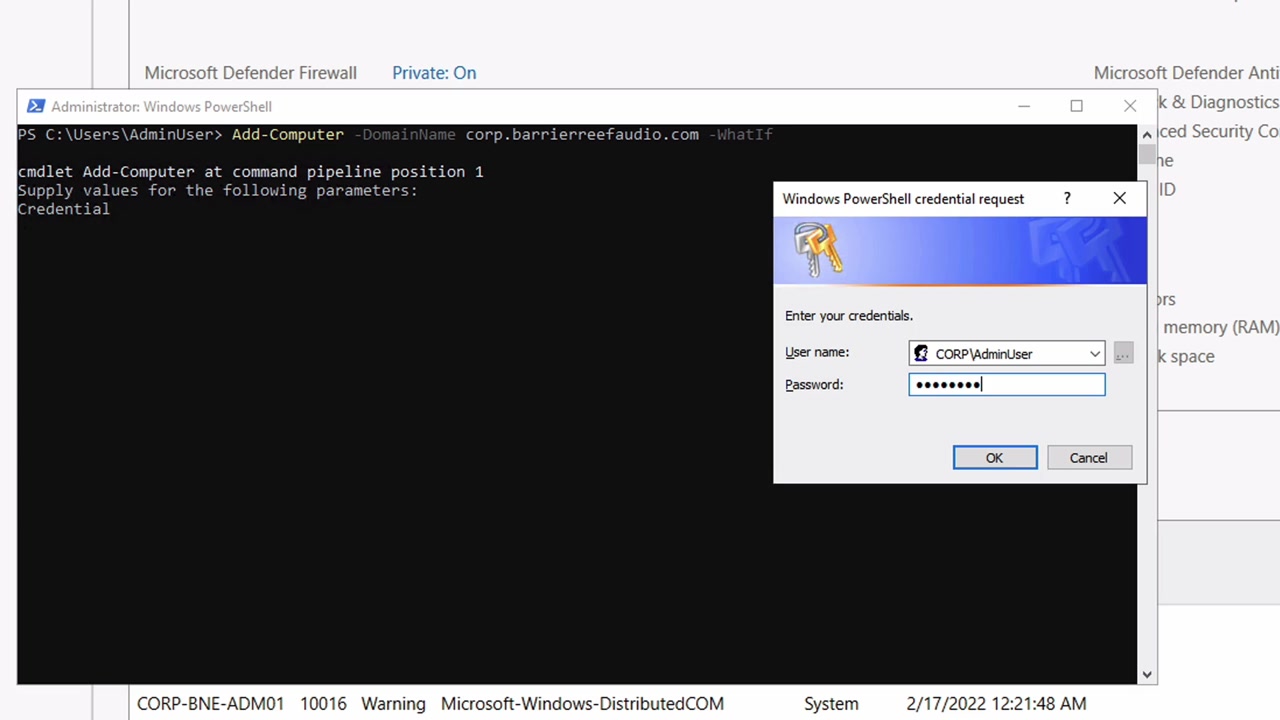 Microsoft Defender Firewall Private: On Microsoft Defender Anti
Administrator: Windows PowerShell
k & Diagnostics
PS C:\Users\AdminUser> Add-Computer -DomainName corp.barrierreefaudio.com -WhatIf
ced Security Co
ne
cmdlet Add-Computer at command pipeline position 1
Supply values for the following parameters:
Credential
ID
Windows PowerShell credential request ?
Enter your credentials.
User name: CORP\AdminUser ...
Password: ●●●●●●●●
OK Cancel
ors
memory (RAM)
k space
CORP-BNE-ADM01 10016 Warning Microsoft-Windows-DistributedCOM System 2/17/2022 12:21:48 AM